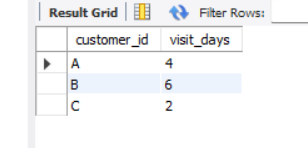 Result Grid Filter Rows:
customer_id visit_days
A 4
B 6
C 2